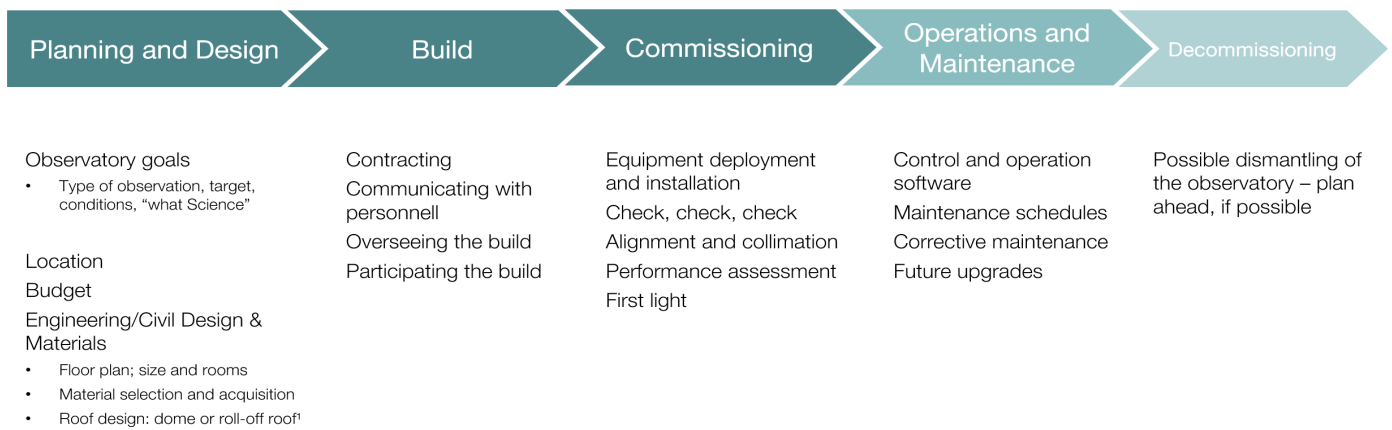 Planning and Design
Build
Commissioning
Operations and
Maintenance
Decommissioning
Observatory goals
• Type of observation, target,
conditions, “what Science”
Location
Budget
Engineering/Civil Design &
Materials
• Floor plan; size and rooms
• Material selection and acquisition
• Roof design: dome or roll-off roof¹
Contracting
Communicating with
personnell
Overseeing the build
Participating the build
Equipment deployment
and installation
Check, check, check
Alignment and collimation
Performance assessment
First light
Control and operation
software
Maintenance schedules
Corrective maintenance
Future upgrades
Possible dismantling of
the observatory – plan
ahead, if possible